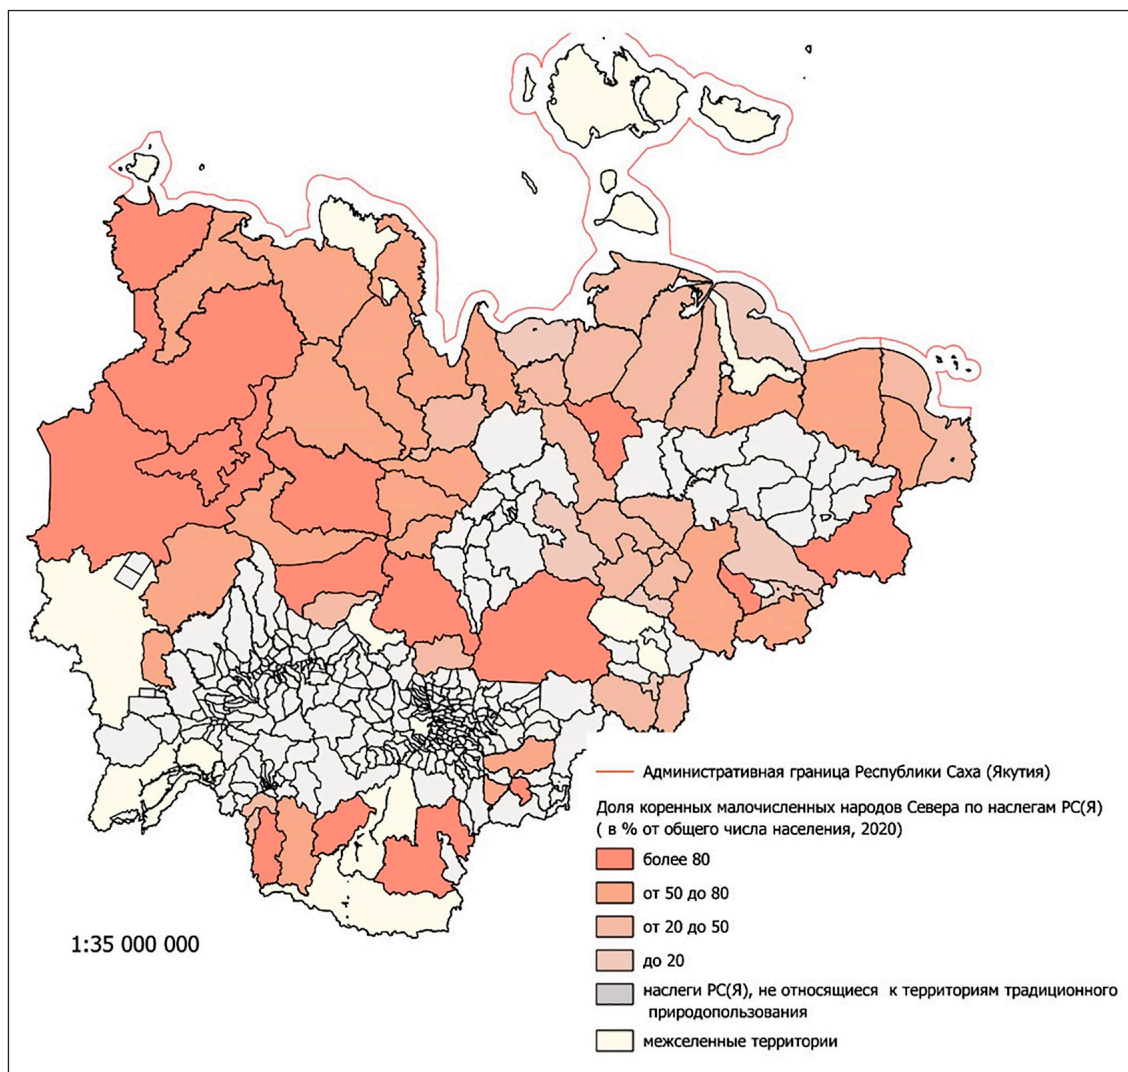 Административная граница Республики Саха (Якутия)
Доля коренных малочисленных народов Севера по наслегам РС(Я)
( в % от общего числа населения, 2020)
более 80
от 50 до 80
от 20 до 50
до 20
наслеги РС(Я), не относящиеся к территориям традиционного
природопользования
межселенные территории
1:35 000 000